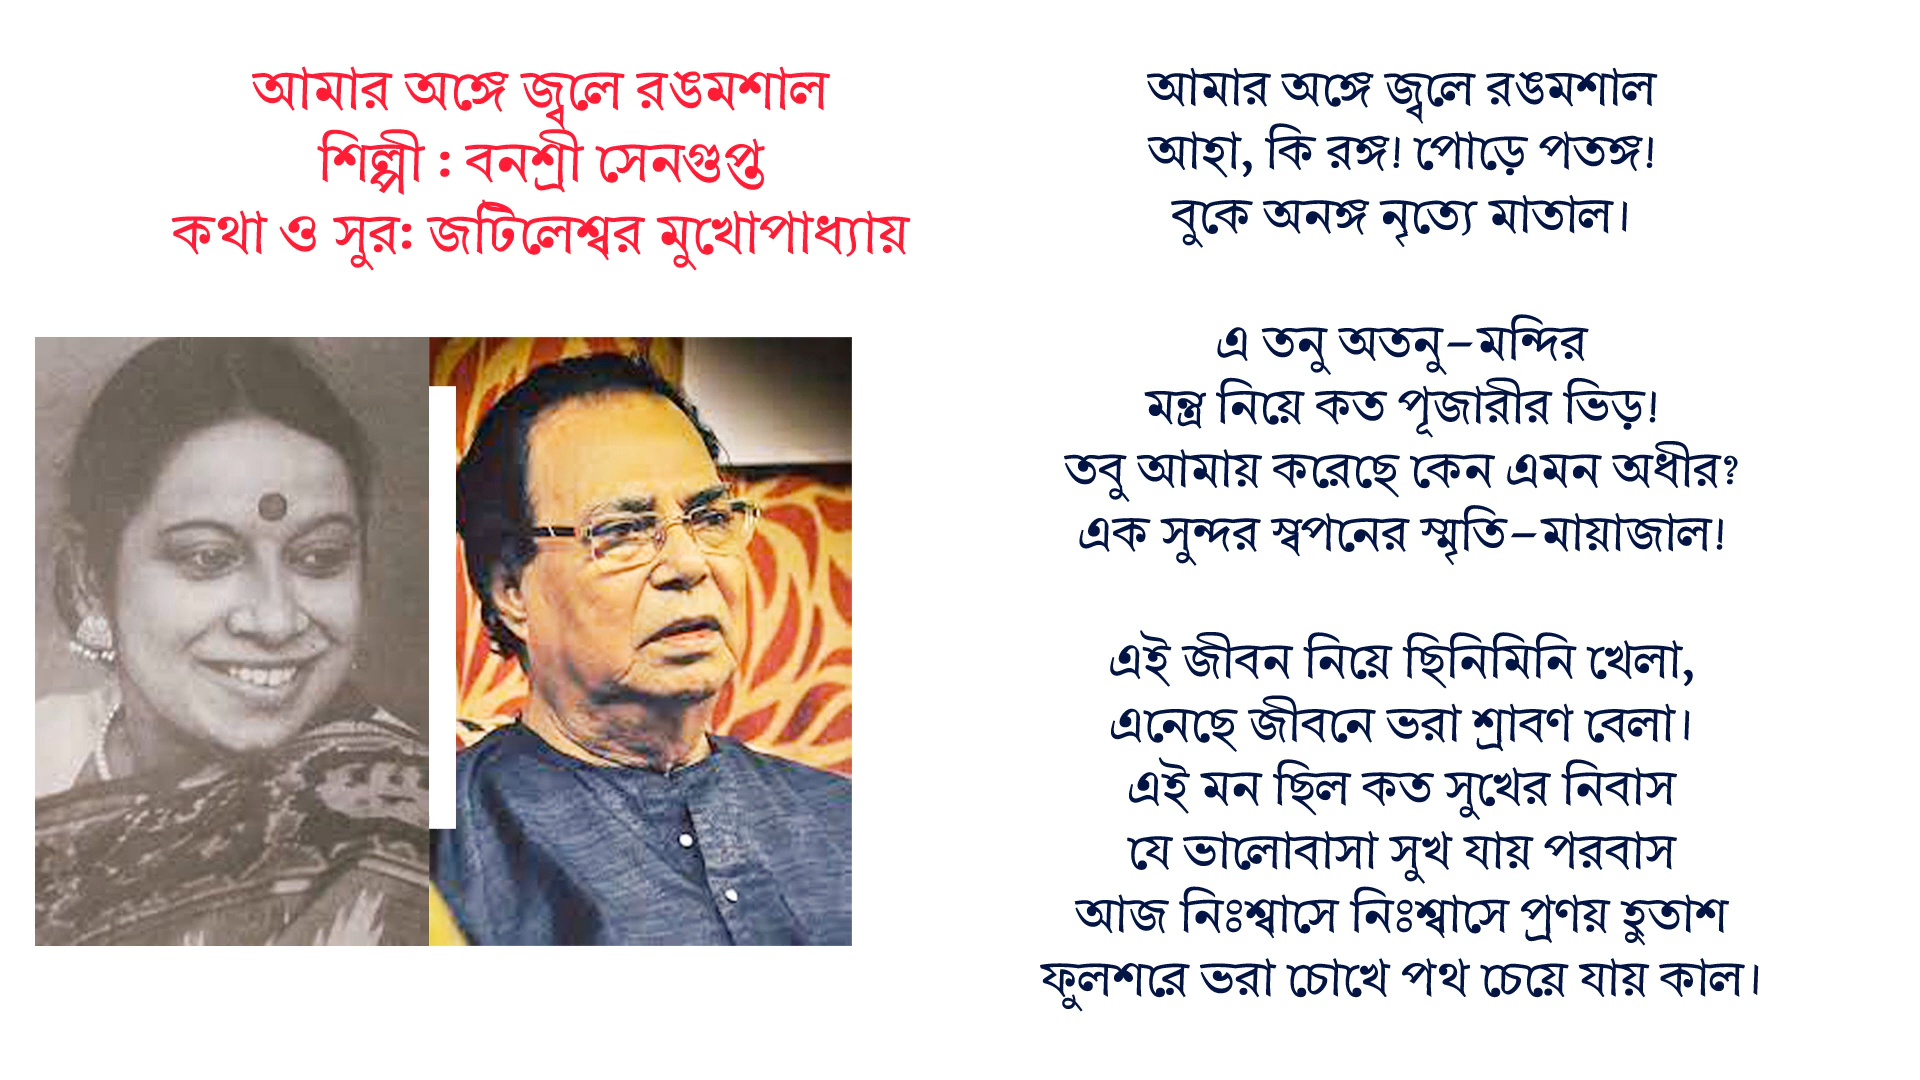 আমার অঙ্গে জ্বলে রঙমশাল
শিল্পী : বনশ্রী সেনগুপ্ত
কথা ও সুর: জটিলেশ্বর মুখোপাধ্যায়
আমার অঙ্গে জ্বলে রঙমশাল
আহা, কি রঙ্গ! পোড়ে পতঙ্গ!
বুকে অনঙ্গ নৃত্যে মাতাল।
এ তনু অতনু-মন্দির
মন্ত্র নিয়ে কত পূজারীর ভিড়!
তবু আমায় করেছে কেন এমন অধীর?
এক সুন্দর স্বপনের স্মৃতি-মায়াজাল!
এই জীবন নিয়ে ছিনিমিনি খেলা,
এনেছে জীবনে ভরা শ্রাবণ বেলা।
এই মন ছিল কত সুখের নিবাস
যে ভালোবাসা সুখ যায় পরবাস
আজ নিঃশ্বাসে নিঃশ্বাসে প্রণয় হুতাশ
ফুলশরে ভরা চোখে পথ চেয়ে যায় কাল।